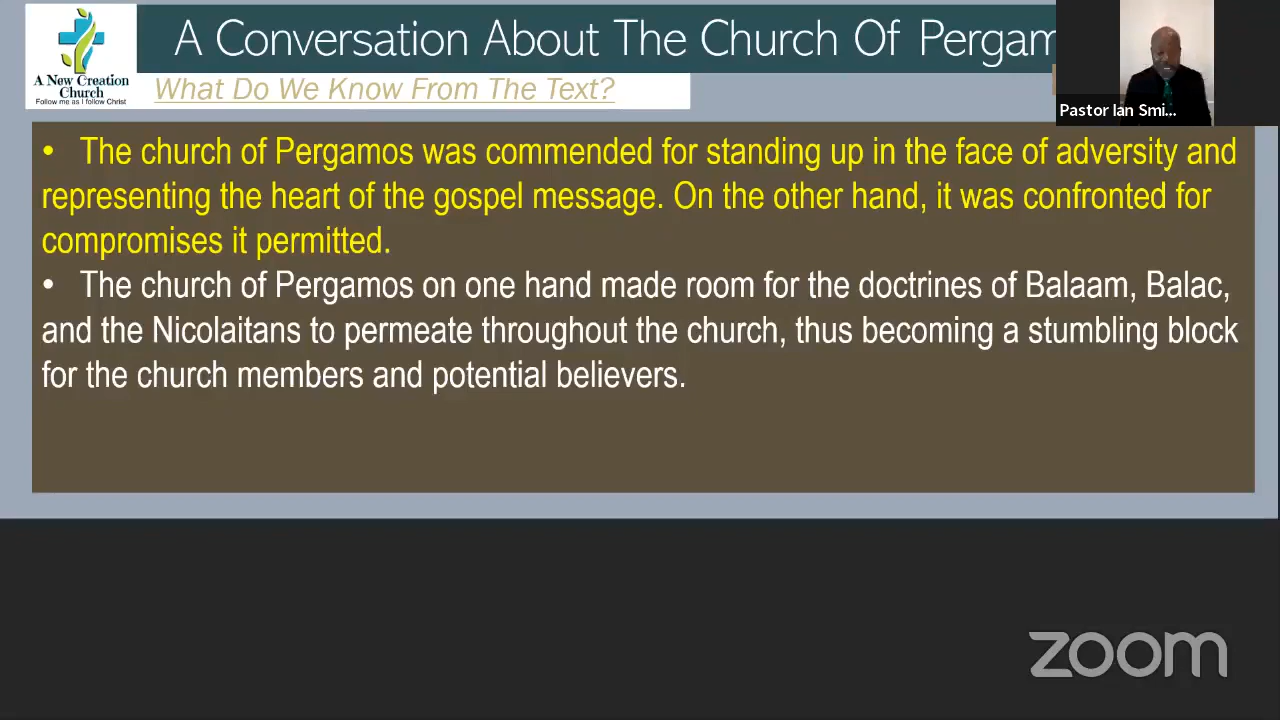 A Conversation About The Church Of Pergam
What Do We Know From The Text?
A New Creation
Church
Follow me as I follow Christ
Pastor Ian Smi...
• The church of Pergamos was commended for standing up in the face of adversity and
representing the heart of the gospel message. On the other hand, it was confronted for
compromises it permitted.
• The church of Pergamos on one hand made room for the doctrines of Balaam, Balac,
and the Nicolaitans to permeate throughout the church, thus becoming a stumbling block
for the church members and potential believers.
zoom